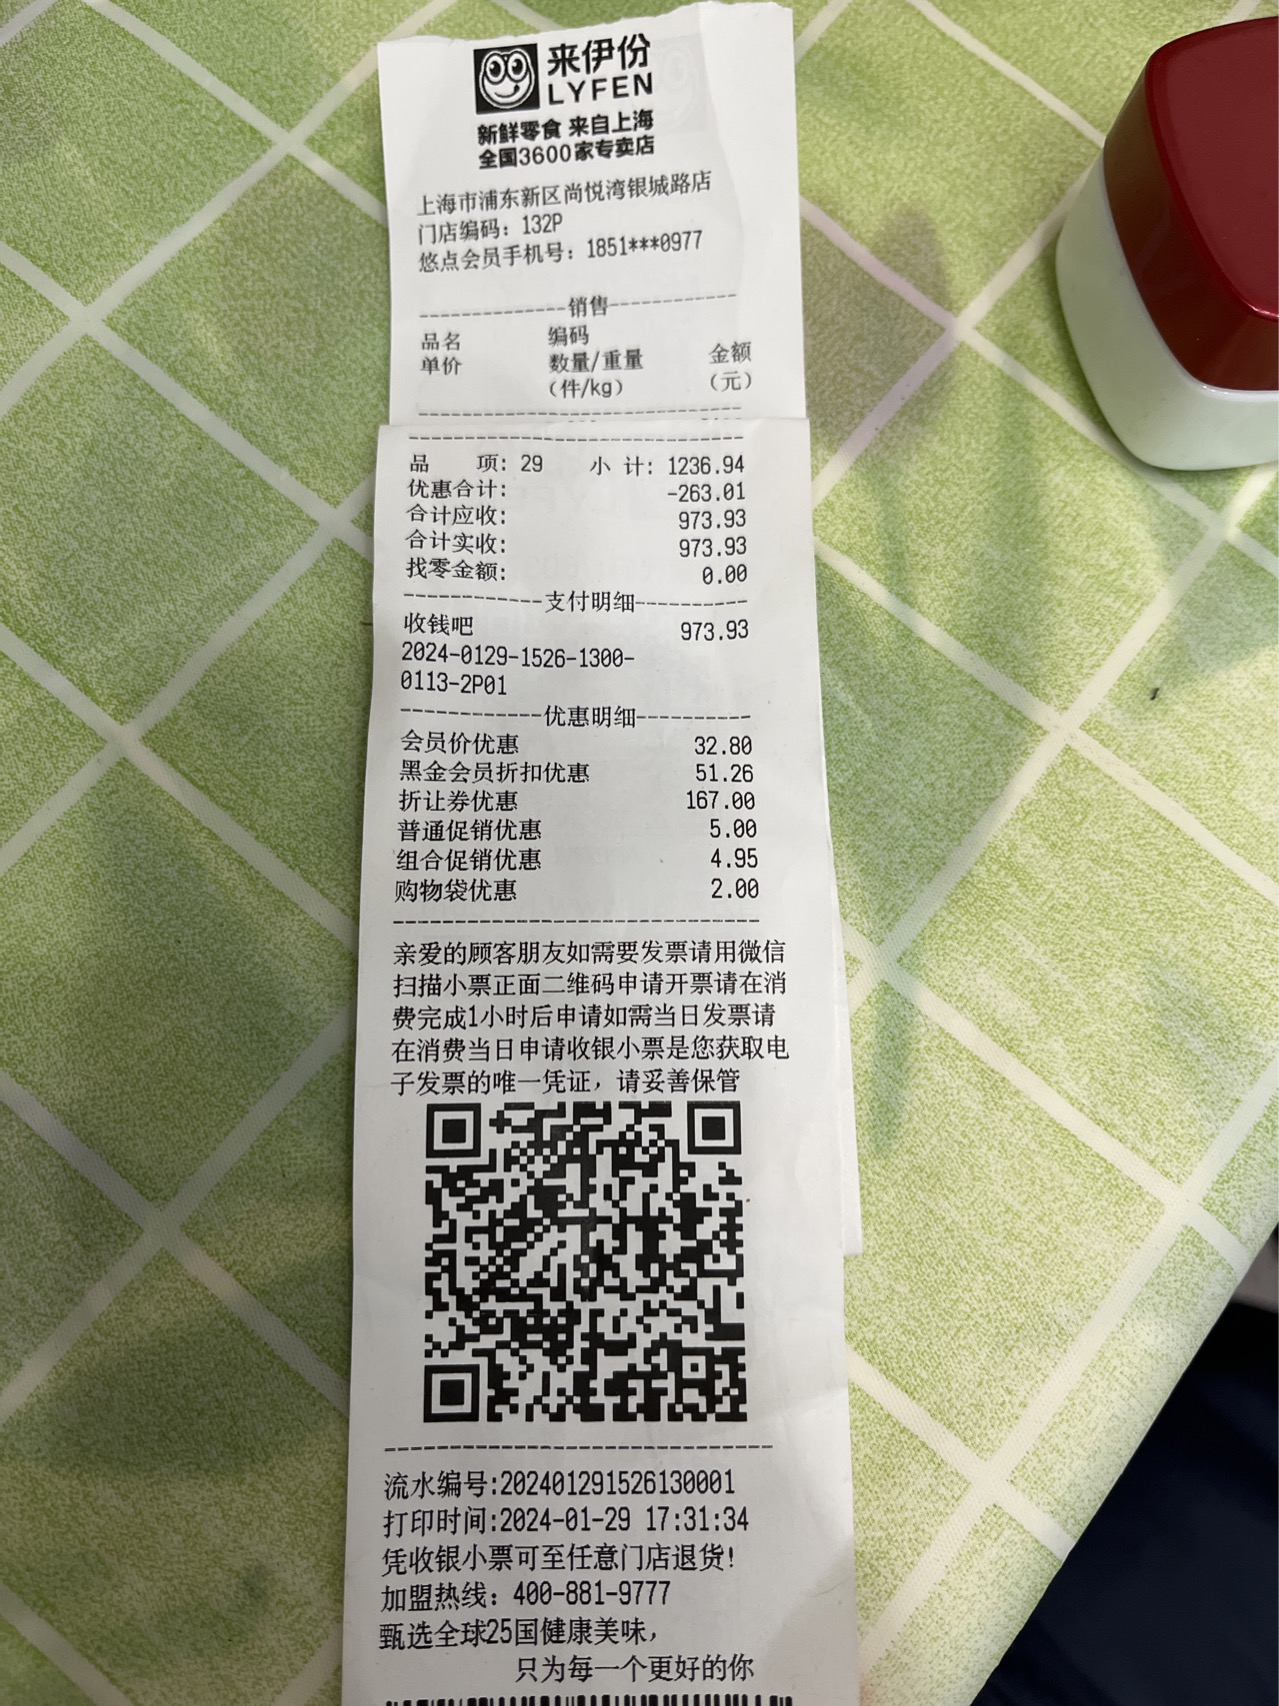 来伊份
LYFEN
新鲜零食 来自上海
全国3600家专卖店
上海市浦东新区尚悦湾银城路店
门店编码：132P
悠点会员手机号：1851***0977
--------------销售------------
品名 编码
单价 数量/重量 金额
（件/kg） （元）
------------------------------
------------------------------
品 项: 29 小 计: 1236.94
优惠合计: -263.01
合计应收: 973.93
合计实收: 973.93
找零金额: 0.00
------------支付明细----------
收钱吧 973.93
2024-0129-1526-1300-
0113-2P01
------------优惠明细----------
会员价优惠 32.80
黑金会员折扣优惠 51.26
折让券优惠 167.00
普通促销优惠 5.00
组合促销优惠 4.95
购物袋优惠 2.00
------------------------------
亲爱的顾客朋友如需要发票请用微信
扫描小票正面二维码申请开票请在消
费完成1小时后申请如需当日发票请
在消费当日申请收银小票是您获取电
子发票的唯一凭证，请妥善保管
------------------------------
流水编号:202401291526130001
打印时间:2024-01-29 17:31:34
凭收银小票可至任意门店退货!
加盟热线：400-881-9777
甄选全球25国健康美味，
只为每一个更好的你